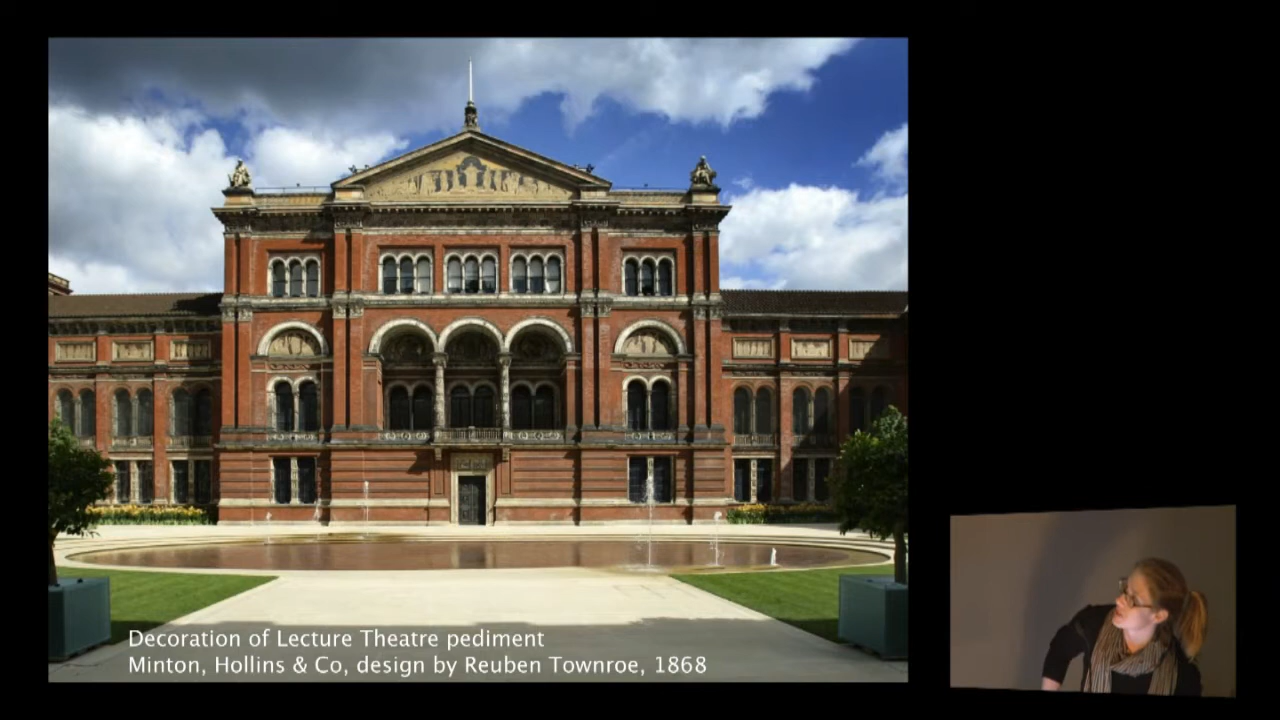 Decoration of Lecture Theatre pediment
Minton, Hollins & Co, design by Reuben Townroe, 1868